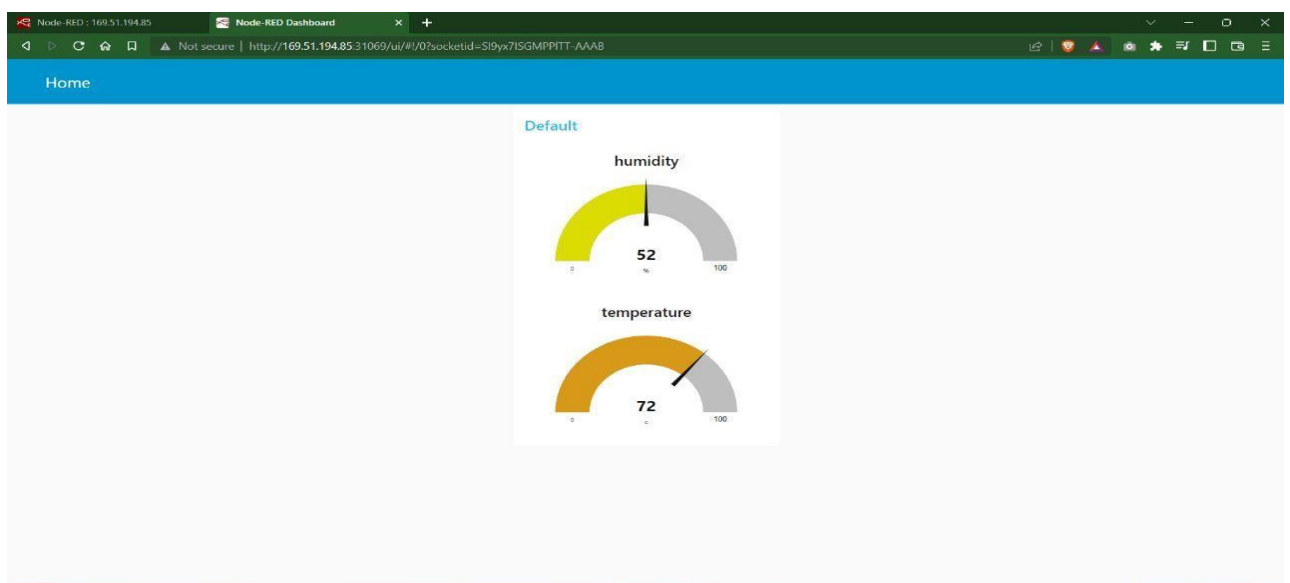 Node-RED : 169.51.194.85
Node-RED Dashboard
Not secure | http://169.51.194.85:31069/ui/#!/0?socketid=SI9yx7ISGMPPITT-AAAB
Home
Default
humidity
52
0 % 100
temperature
72
0 c 100